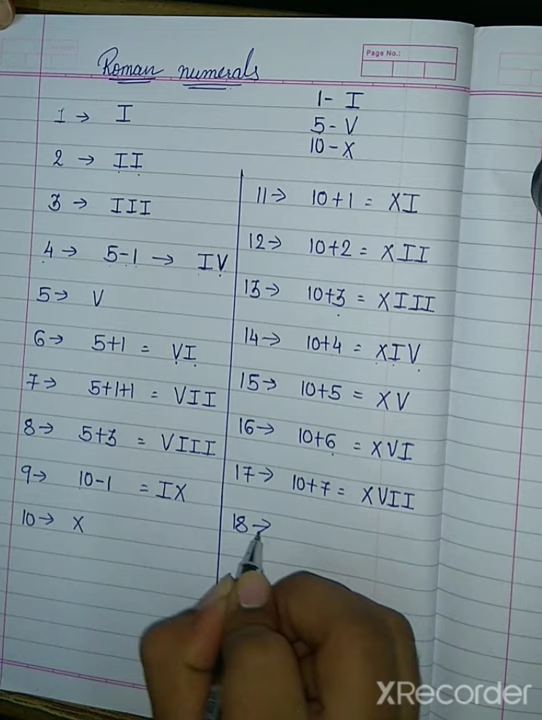 Page No.:
Roman numerals
1- I
5- V
10- X
1 → I
2 → II
3 → III
4 → 5-1 → IV
5 → V
6 → 5+1 = VI
7 → 5+1+1 = VII
8 → 5+3 = VIII
9 → 10-1 = IX
10 → X
11 → 10+1 = XI
12 → 10+2 = XII
13 → 10+3 = XIII
14 → 10+4 = XIV
15 → 10+5 = XV
16 → 10+6 = XVI
17 → 10+7 = XVII
18 →
XRecorder